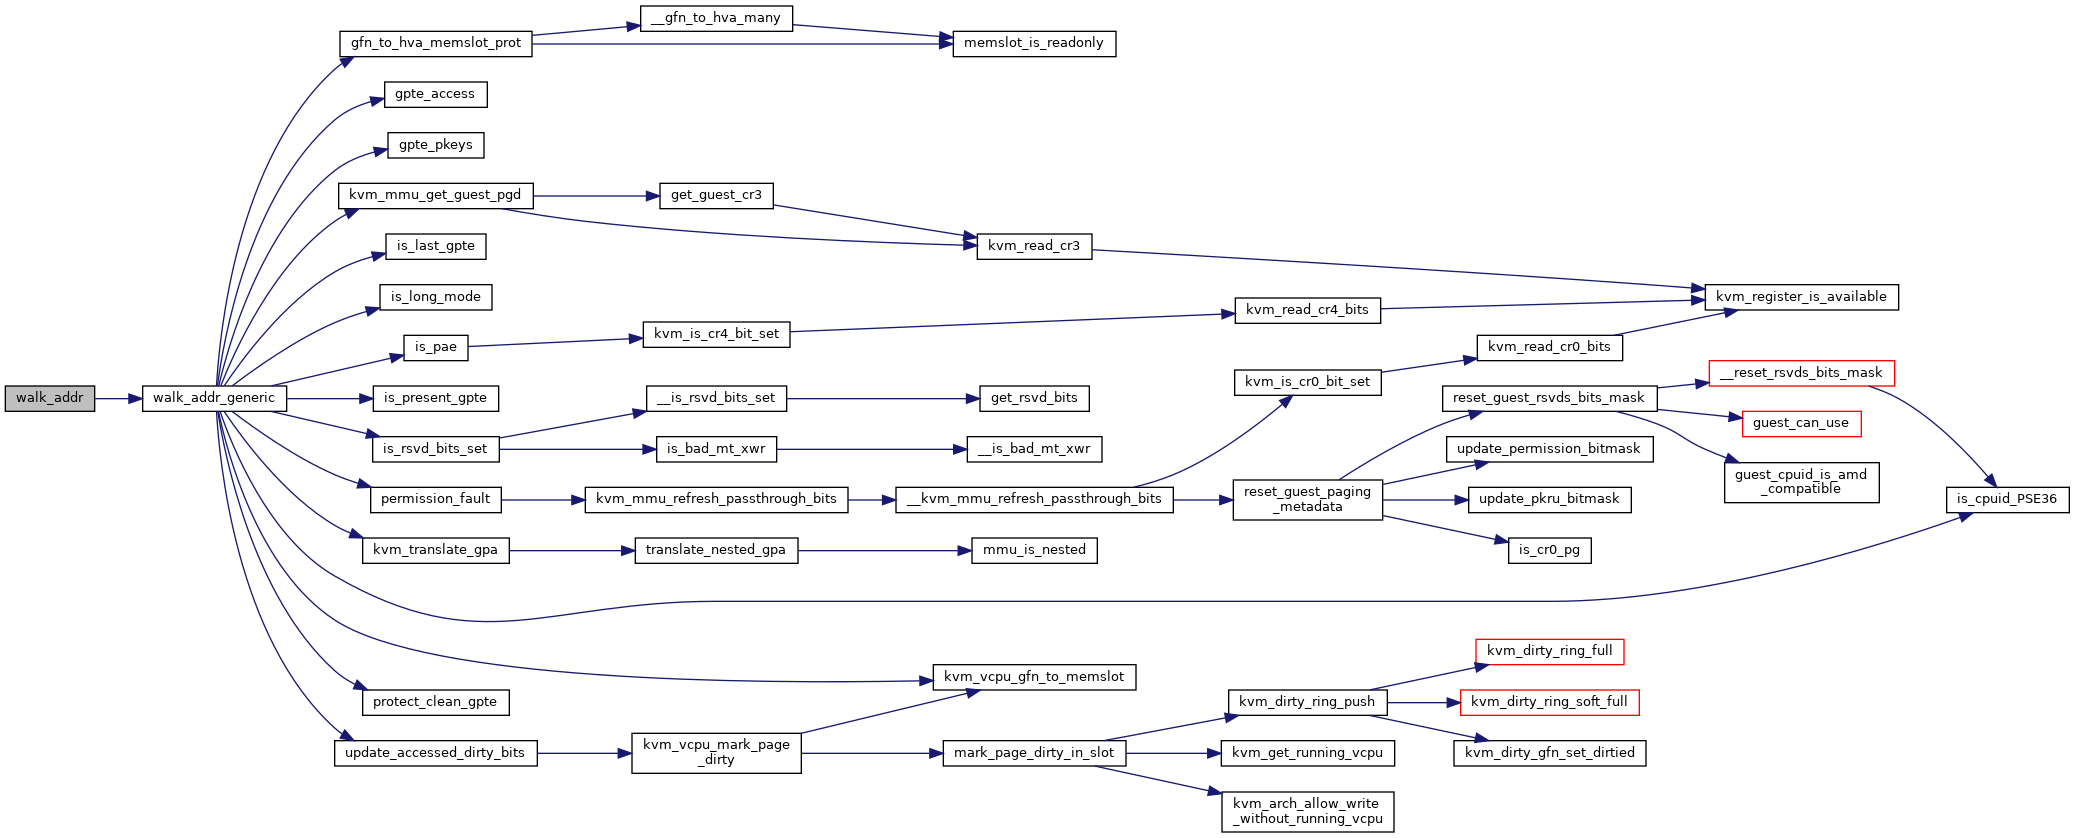 walk_addr
walk_addr_generic
gfn_to_hva_memslot_prot
__gfn_to_hva_many
memslot_is_readonly
gpte_access
gpte_pkeys
kvm_mmu_get_guest_pgd
get_guest_cr3
kvm_read_cr3
kvm_register_is_available
is_last_gpte
is_long_mode
is_pae
kvm_is_cr4_bit_set
kvm_read_cr4_bits
is_present_gpte
is_rsvd_bits_set
__is_rsvd_bits_set
get_rsvd_bits
is_bad_mt_xwr
__is_bad_mt_xwr
permission_fault
kvm_mmu_refresh_passthrough_bits
__kvm_mmu_refresh_passthrough_bits
kvm_is_cr0_bit_set
kvm_read_cr0_bits
reset_guest_paging
_metadata
reset_guest_rsvds_bits_mask
__reset_rsvds_bits_mask
guest_can_use
guest_cpuid_is_amd
_compatible
is_cpuid_PSE36
update_permission_bitmask
update_pkru_bitmask
is_cr0_pg
kvm_translate_gpa
translate_nested_gpa
mmu_is_nested
kvm_vcpu_gfn_to_memslot
protect_clean_gpte
update_accessed_dirty_bits
kvm_vcpu_mark_page
_dirty
mark_page_dirty_in_slot
kvm_dirty_ring_push
kvm_dirty_ring_full
kvm_dirty_ring_soft_full
kvm_dirty_gfn_set_dirtied
kvm_get_running_vcpu
kvm_arch_allow_write
_without_running_vcpu